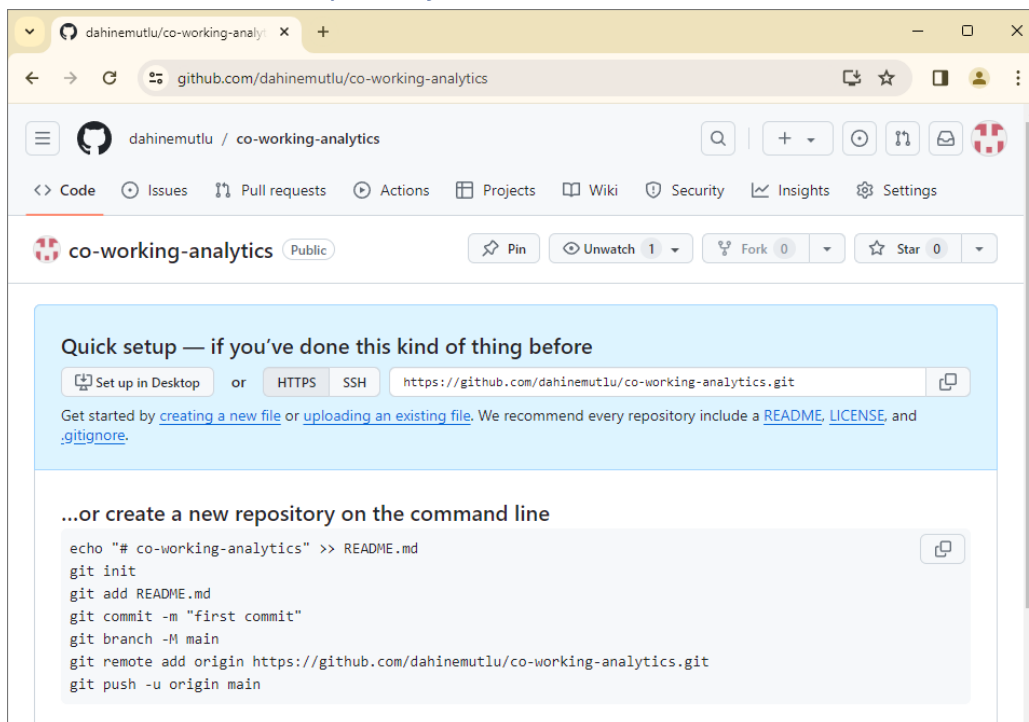 dahinemutlu/co-working-analy
github.com/dahinemutlu/co-working-analytics
dahinemutlu / co-working-analytics
<> Code Issues Pull requests Actions Projects Wiki Security Insights Settings
co-working-analytics Public Pin Unwatch 1 Fork 0 Star 0
Quick setup — if you’ve done this kind of thing before
Set up in Desktop or HTTPS SSH https://github.com/dahinemutlu/co-working-analytics.git
Get started by creating a new file or uploading an existing file. We recommend every repository include a README, LICENSE, and
.gitignore.
...or create a new repository on the command line
echo "# co-working-analytics" >> README.md
git init
git add README.md
git commit -m "first commit"
git branch -M main
git remote add origin https://github.com/dahinemutlu/co-working-analytics.git
git push -u origin main